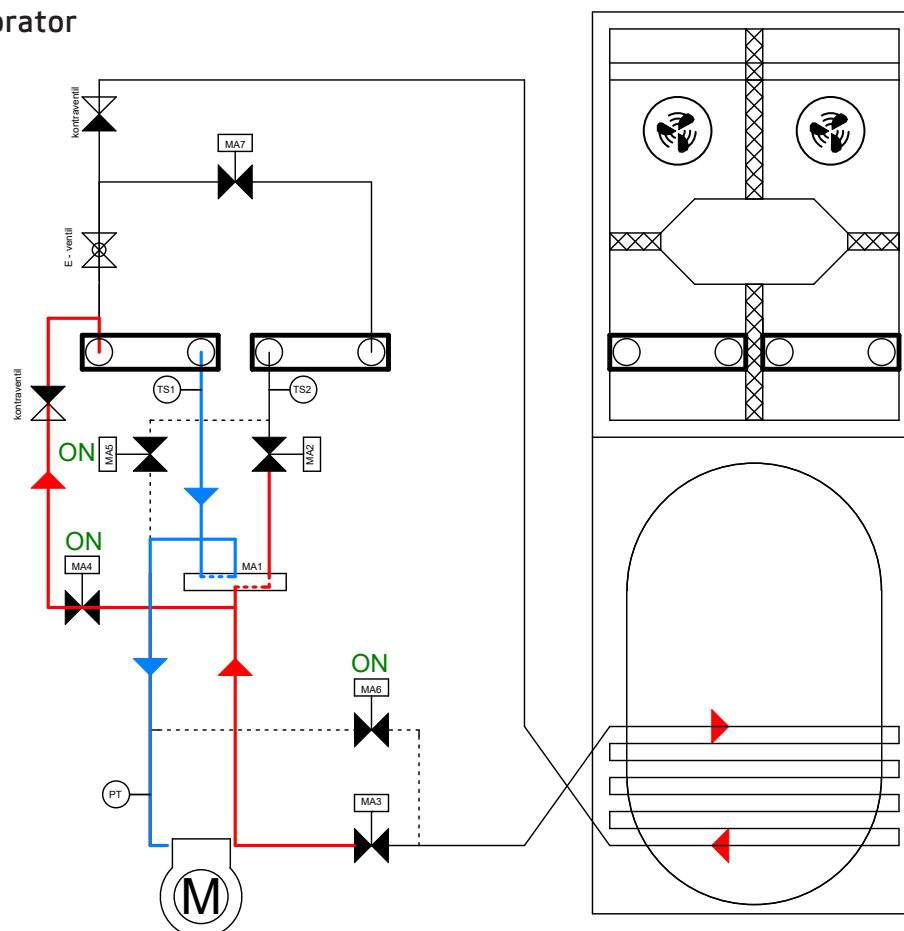 orator
kontraventil
MA7
E - ventil
TS1
TS2
kontraventil
ON
MA5
MA2
ON
MA4
MA1
ON
MA6
PT
MA3
M